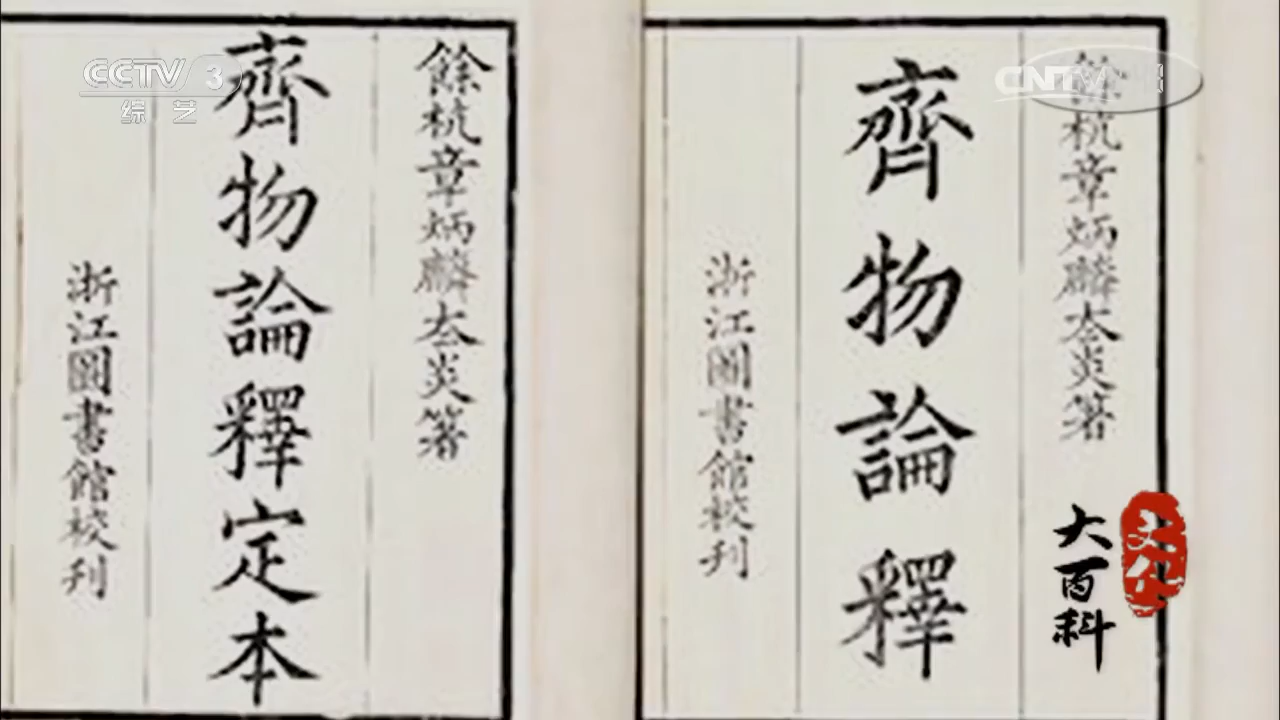 CCTV 3
综艺
CNTV
餘杭章炳麟太炎箸
齊物論釋
浙江圖書館校刊
餘杭章炳麟太炎箸
齊物論釋定本
浙江圖書館校刊
文化
大百科